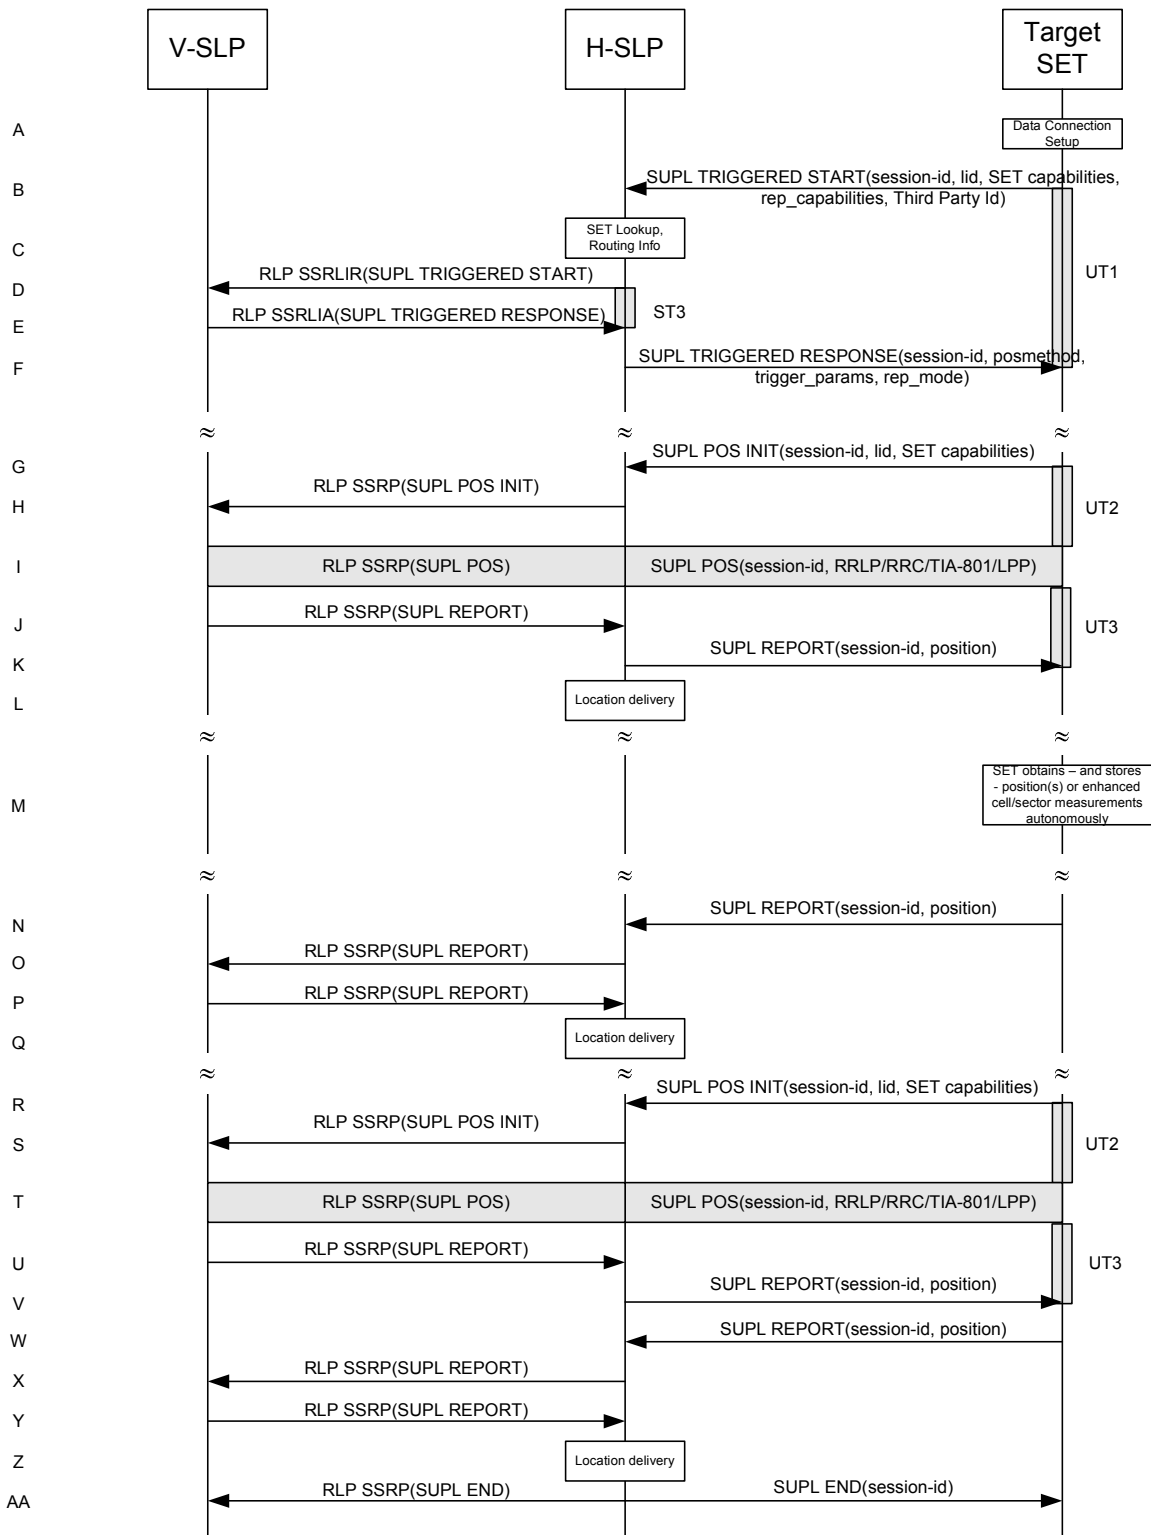 V-SLP
H-SLP
Target
SET
A
Data Connection
Setup
B
SUPL TRIGGERED START(session-id, lid, SET capabilities,
rep_capabilities, Third Party Id)
C
SET Lookup,
Routing Info
UT1
D
RLP SSRLIR(SUPL TRIGGERED START)
E
RLP SSRLIA(SUPL TRIGGERED RESPONSE)
ST3
F
SUPL TRIGGERED RESPONSE(session-id, posmethod,
trigger_params, rep_mode)
≈ ≈ ≈
G
SUPL POS INIT(session-id, lid, SET capabilities)
H
RLP SSRP(SUPL POS INIT)
UT2
I
RLP SSRP(SUPL POS)
SUPL POS(session-id, RRLP/RRC/TIA-801/LPP)
J
RLP SSRP(SUPL REPORT)
UT3
K
SUPL REPORT(session-id, position)
L
Location delivery
≈ ≈ ≈
M
SET obtains – and stores
- position(s) or enhanced
cell/sector measurements
autonomously
≈ ≈ ≈
N
SUPL REPORT(session-id, position)
O
RLP SSRP(SUPL REPORT)
P
RLP SSRP(SUPL REPORT)
Q
Location delivery
≈ ≈ ≈
R
SUPL POS INIT(session-id, lid, SET capabilities)
S
RLP SSRP(SUPL POS INIT)
UT2
T
RLP SSRP(SUPL POS)
SUPL POS(session-id, RRLP/RRC/TIA-801/LPP)
U
RLP SSRP(SUPL REPORT)
UT3
V
SUPL REPORT(session-id, position)
W
SUPL REPORT(session-id, position)
X
RLP SSRP(SUPL REPORT)
Y
RLP SSRP(SUPL REPORT)
Z
Location delivery
AA
RLP SSRP(SUPL END)
SUPL END(session-id)